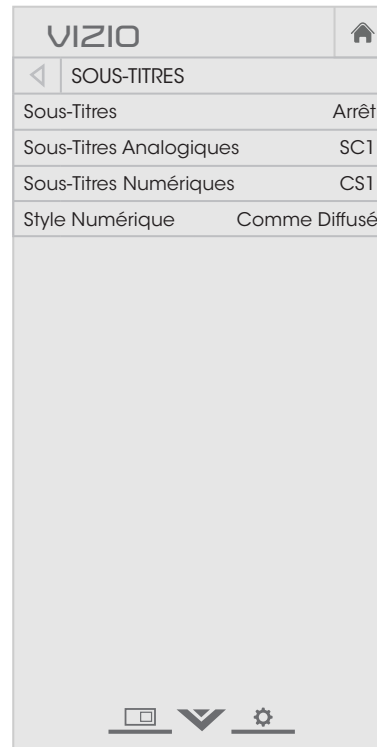 VIZIO
SOUS-TITRES
Sous-Titres Arrêt
Sous-Titres Analogiques SC1
Sous-Titres Numériques CS1
Style Numérique Comme Diffusé